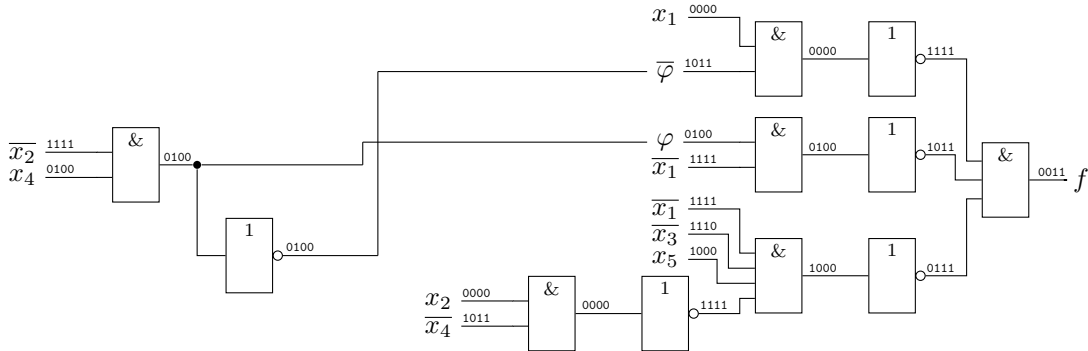 x₁ 0000 & 0000 1 1111
φ̅ 1011
x̅₂ 1111 & 0100
x₄ 0100
φ 0100 & 0100 1 1011
x̅₁ 1111
& 0011 f
1 0100
x̅₁ 1111
x̅₃ 1110 & 1000 1 0111
x₅ 1000
x₂ 0000 & 0000 1 1111
x̅₄ 1011